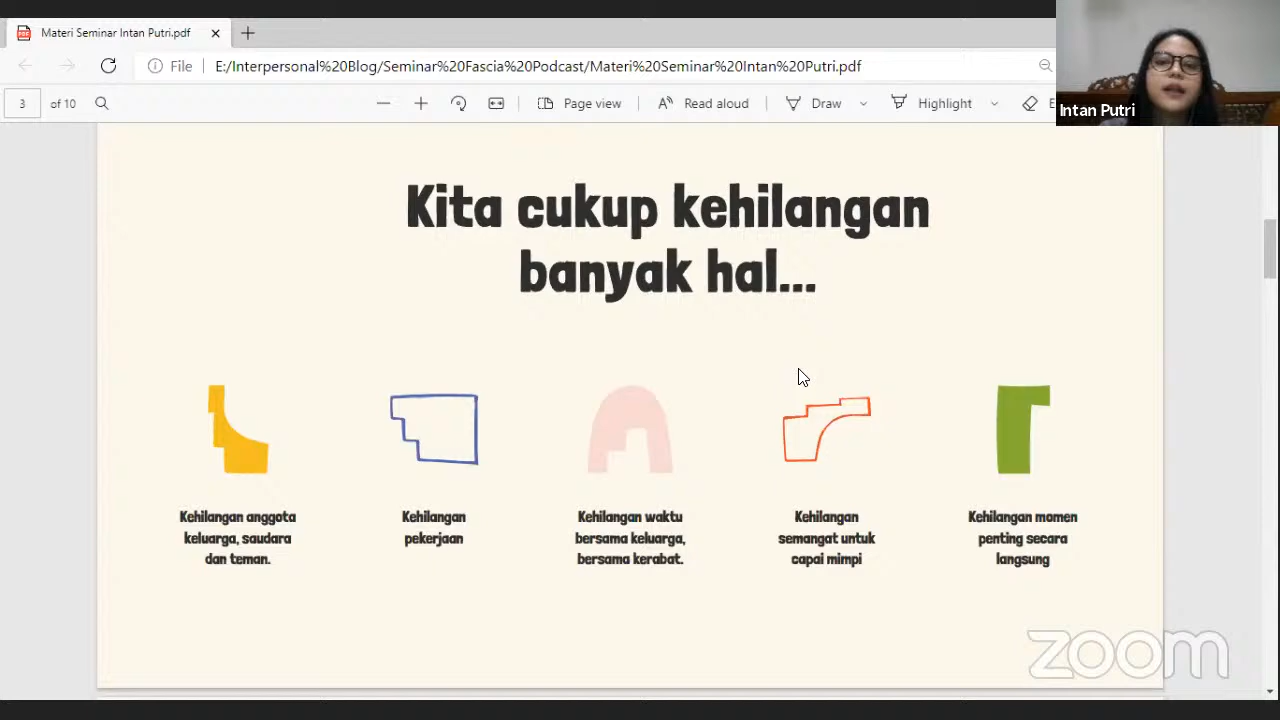 Materi Seminar Intan Putri.pdf
File
E:/Interpersonal%20Blog/Seminar%20Piscia%20Podcast/Materi%20Seminar%20Intan%20Putri.pdf
3
of 10
Page view
Read aloud
Draw
Highlight
E
Intan Putri
Kita cukup kehilangan
banyak hal...
Kehilangan anggota
keluarga, saudara
dan teman.
Kehilangan
pekerjaan
Kehilangan waktu
bersama keluarga,
bersama kerabat.
Kehilangan
semangat untuk
capai mimpi
Kehilangan momen
penting secara
langsung
zoom